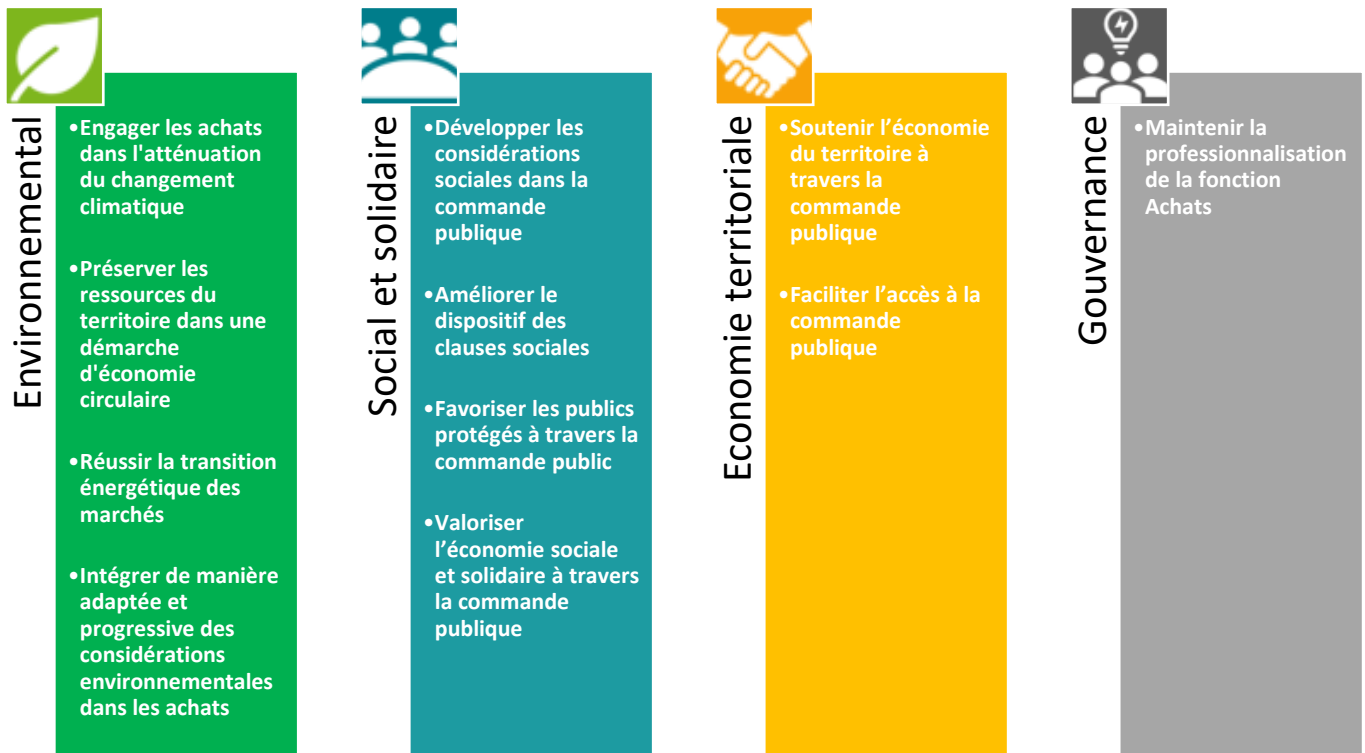 Environnemental
•Engager les achats
dans l'atténuation
du changement
climatique
•Préserver les
ressources du
territoire dans une
démarche
d'économie
circulaire
•Réussir la transition
énergétique des
marchés
•Intégrer de manière
adaptée et
progressive des
considérations
environnementales
dans les achats
Social et solidaire
•Développer les
considérations
sociales dans la
commande
publique
•Améliorer le
dispositif des
clauses sociales
•Favoriser les publics
protégés à travers la
commande public
•Valoriser
l’économie sociale
et solidaire à travers
la commande
publique
Economie territoriale
•Soutenir l’économie
du territoire à
travers la
commande
publique
•Faciliter l’accès à la
commande
publique
Gouvernance
•Maintenir la
professionnalisation
de la fonction
Achats